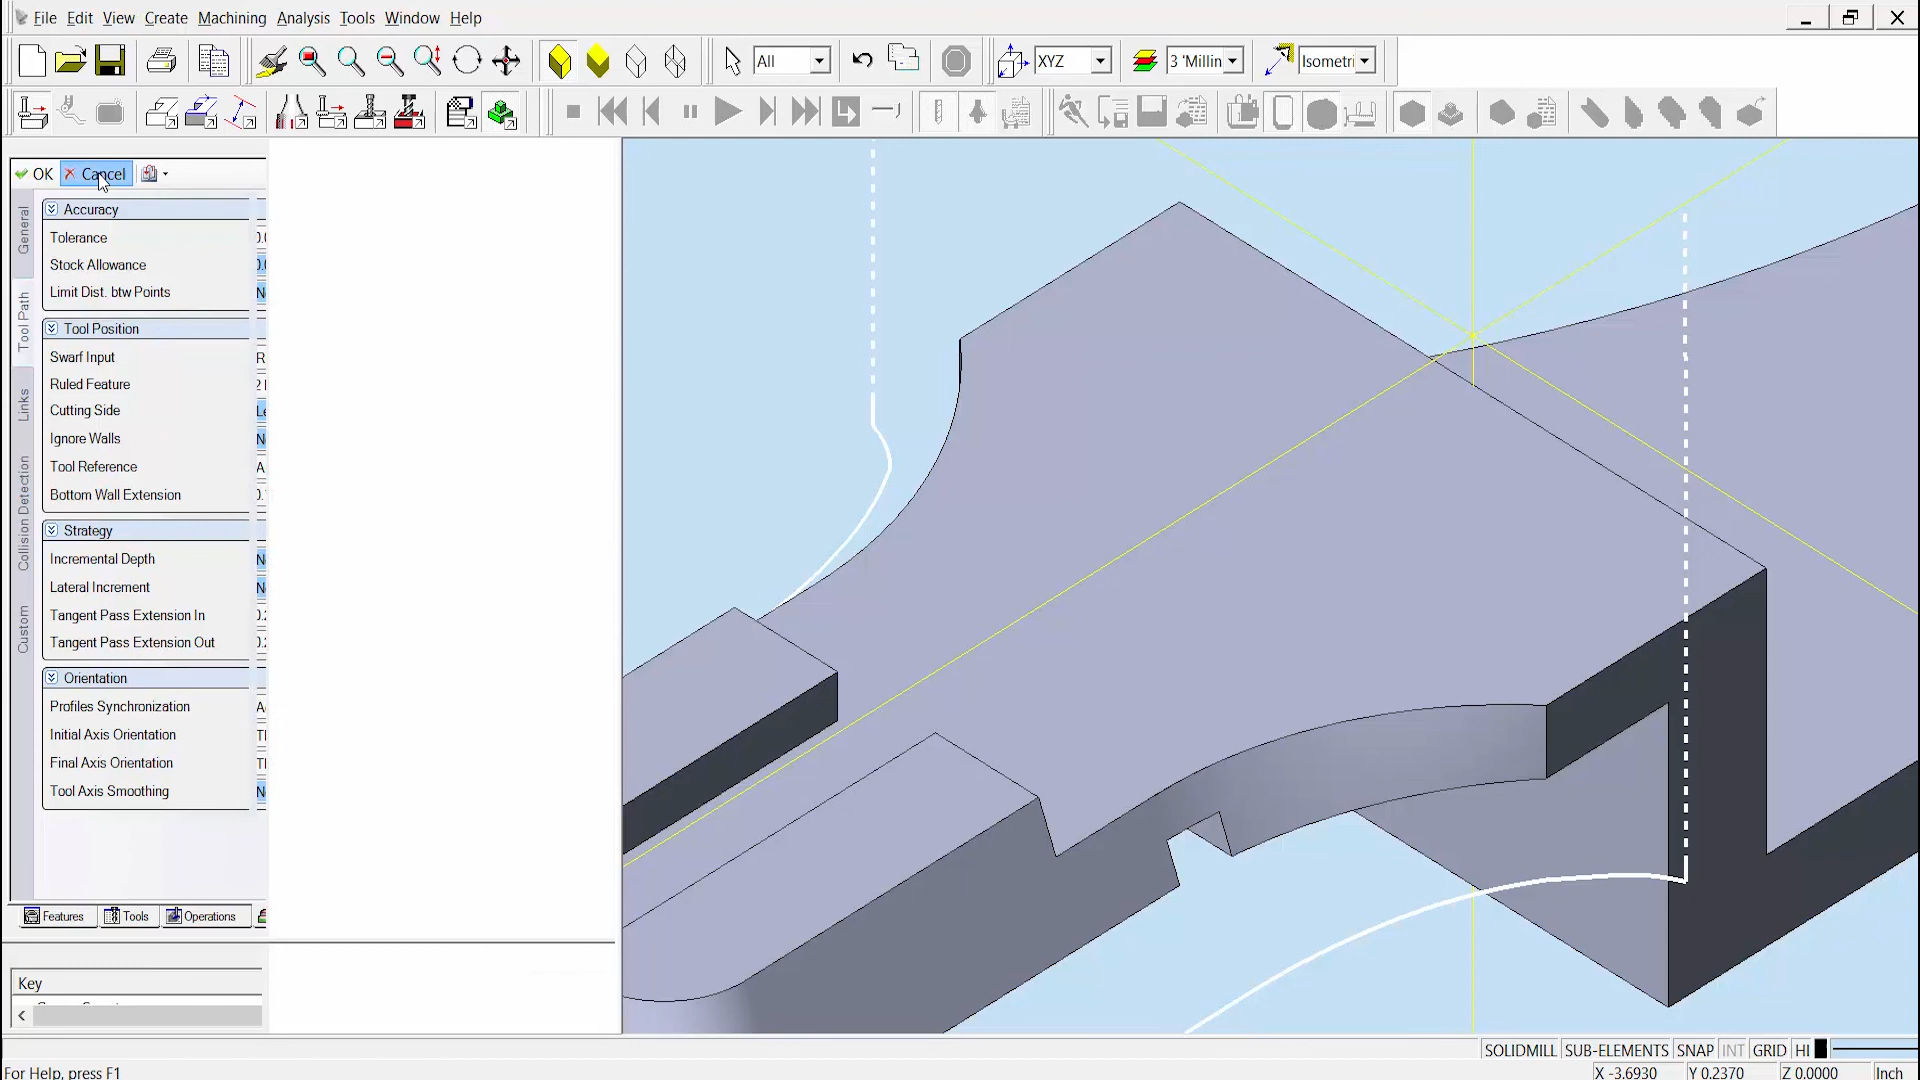 File Edit View Create Machining Analysis Tools Window Help
All XYZ 3 'Millin Isometri
OK Cancel
General
Tool Path
Links
Collision Detection
Custom
Accuracy
Tolerance
Stock Allowance
Limit Dist. btw Points
Tool Position
Swarf Input
Ruled Feature
Cutting Side
Ignore Walls
Tool Reference
Bottom Wall Extension
Strategy
Incremental Depth
Lateral Increment
Tangent Pass Extension In
Tangent Pass Extension Out
Orientation
Profiles Synchronization
Initial Axis Orientation
Final Axis Orientation
Tool Axis Smoothing
Features Tools Operations
Key
SOLIDMILL SUB-ELEMENTS SNAP INT GRID HI
For Help, press F1 X -3.6930 Y 0.2370 Z 0.0000 Inch